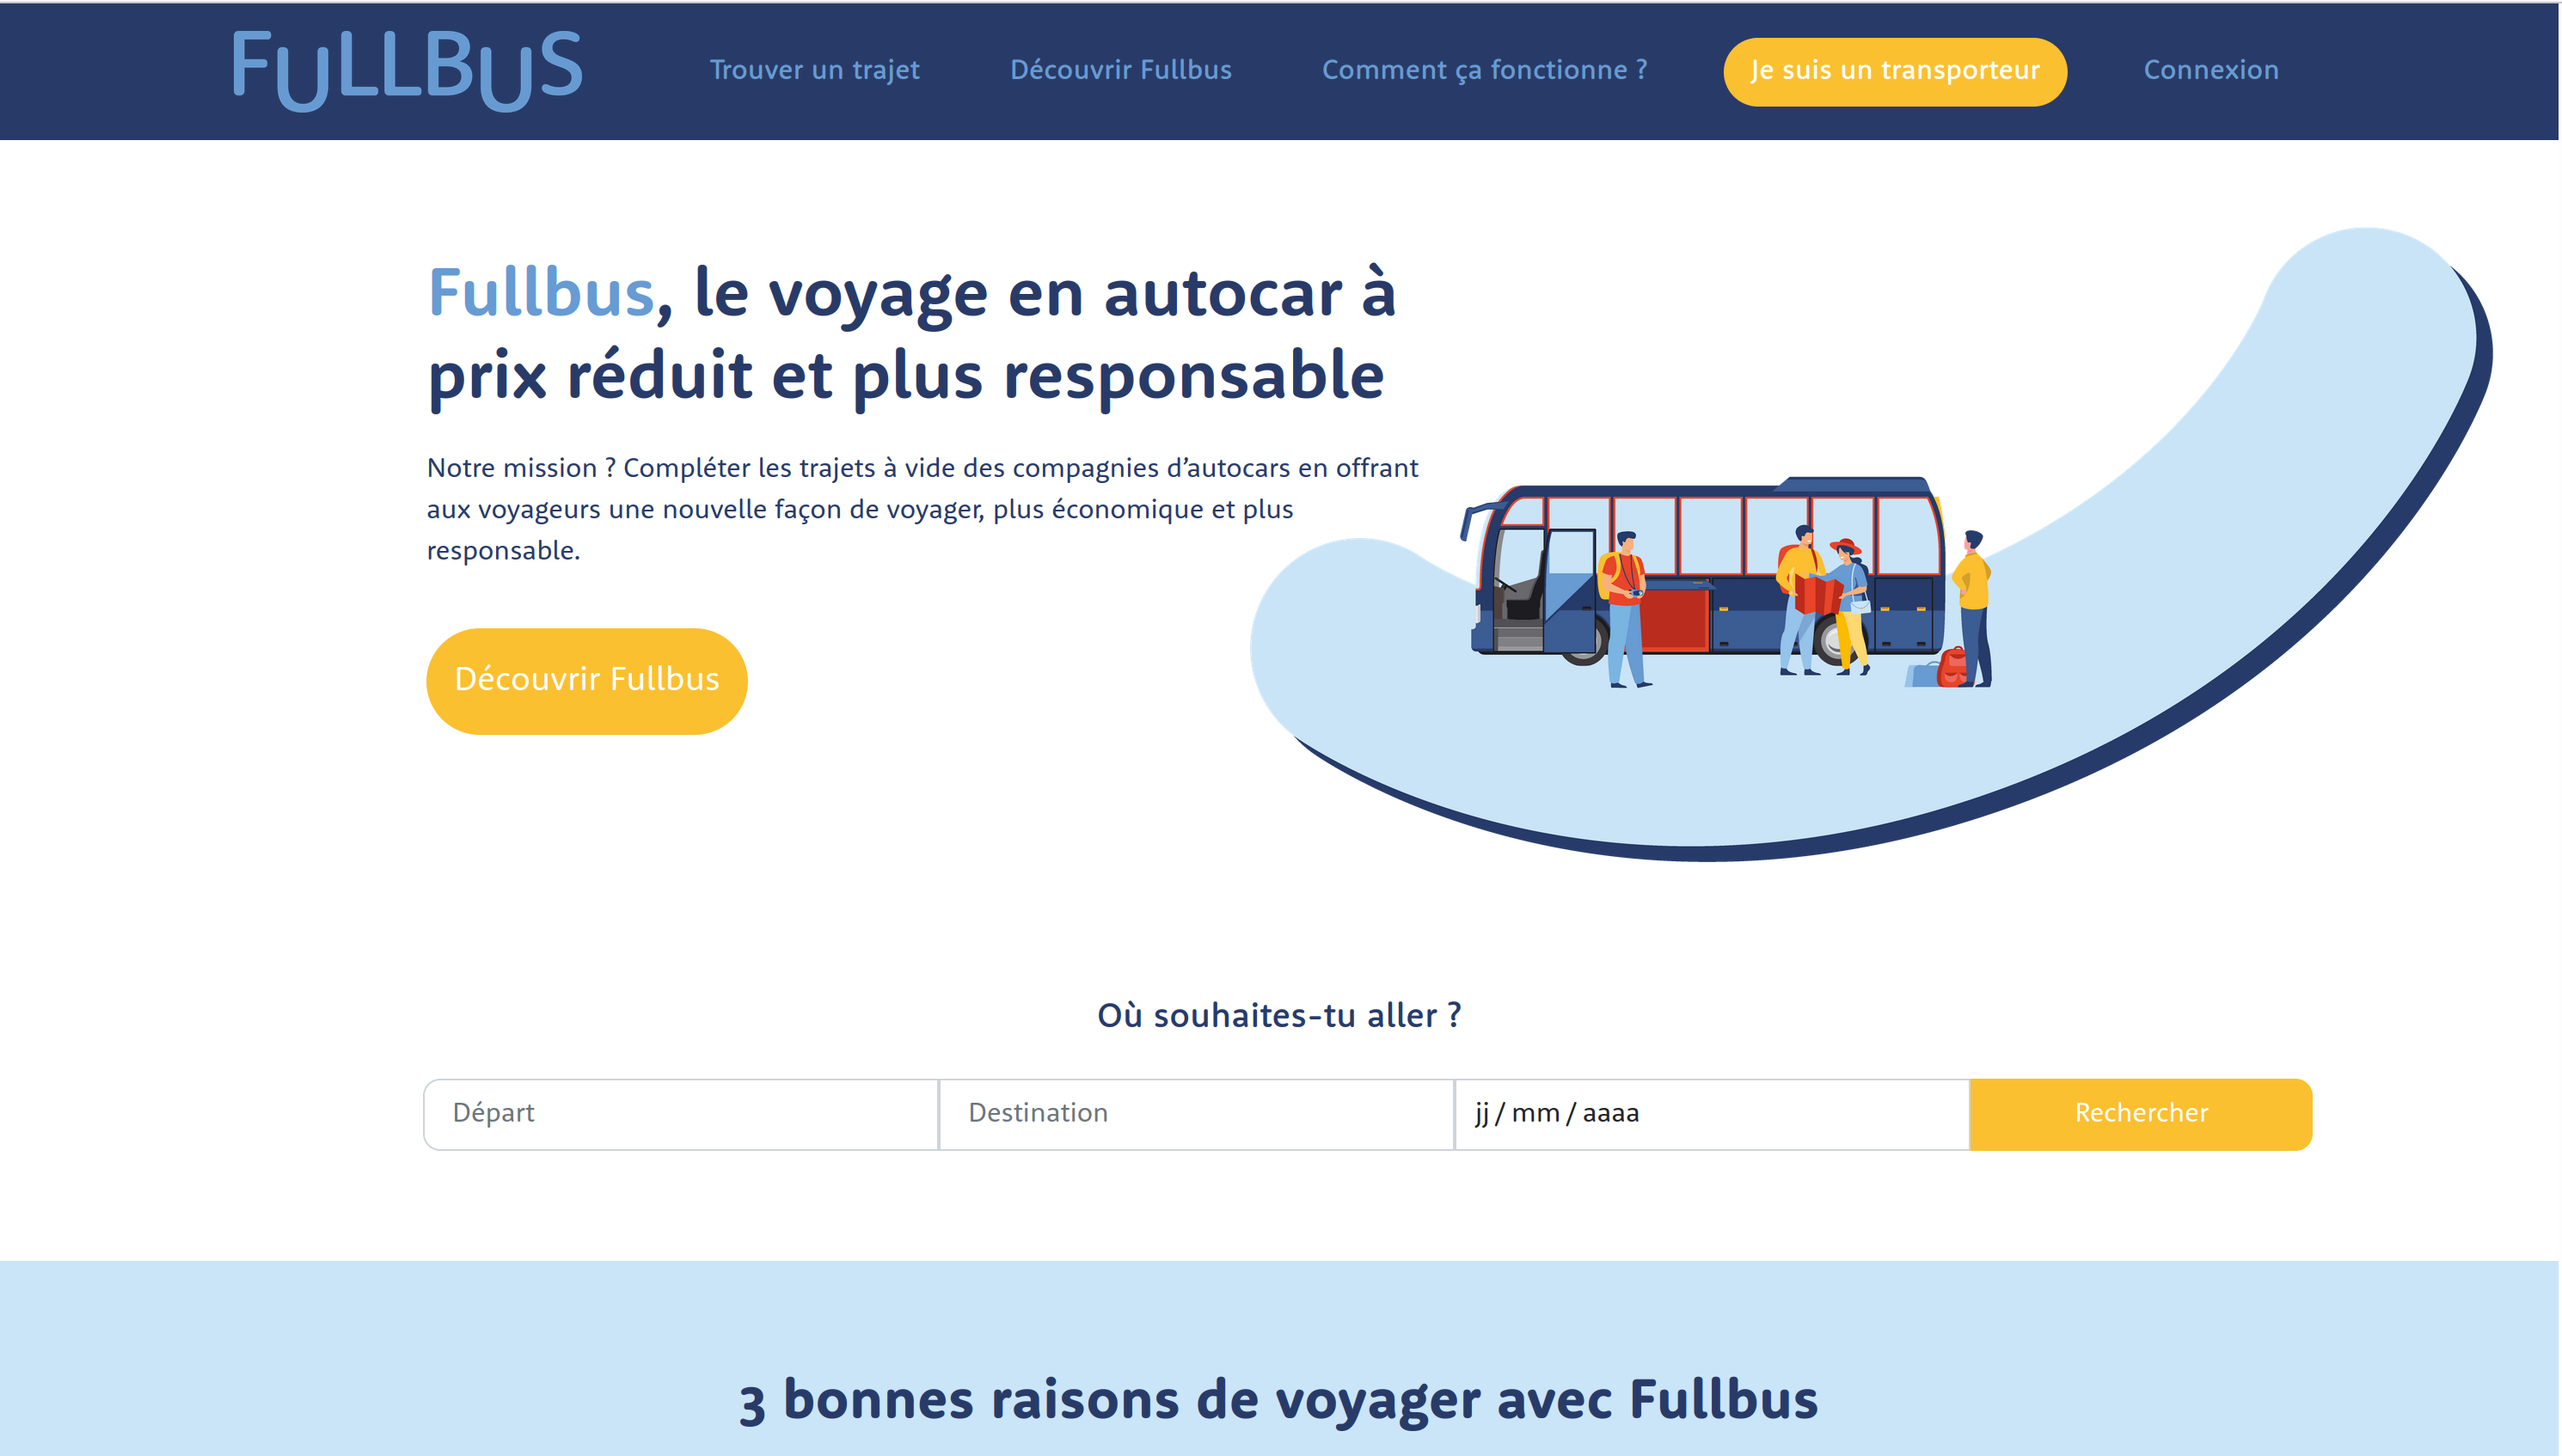 FULLBUS
Trouver un trajet
Découvrir Fullbus
Comment ça fonctionne ?
Je suis un transporteur
Connexion
Fullbus, le voyage en autocar à
prix réduit et plus responsable
Notre mission ? Compléter les trajets à vide des compagnies d’autocars en offrant
aux voyageurs une nouvelle façon de voyager, plus économique et plus
responsable.
Découvrir Fullbus
Où souhaites-tu aller ?
Départ
Destination
jj / mm / aaaa
Rechercher
3 bonnes raisons de voyager avec Fullbus